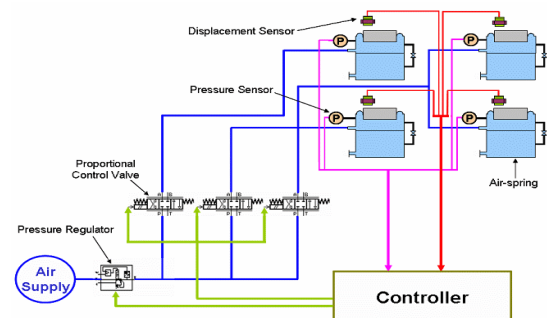 Displacement Sensor
P
P
Pressure Sensor
P
P
Proportional
Control Valve
Air-spring
A B
A B
A B
P T
P T
P T
Pressure Regulator
Air
Supply
Controller